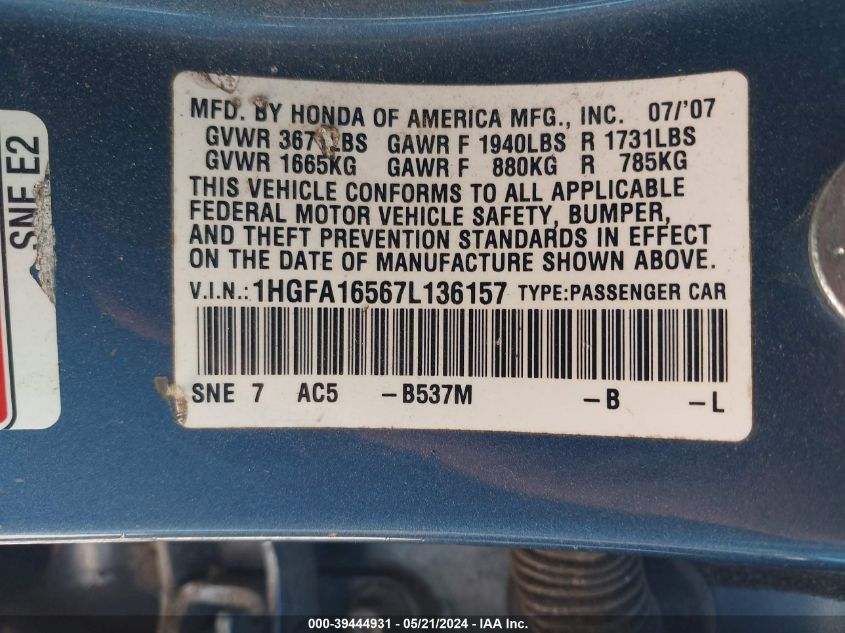 MFD. BY HONDA OF AMERICA MFG., INC. 07/'07
GVWR 3671LBS GAWR F 1940LBS R 1731LBS
GVWR 1665KG GAWR F 880KG R 785KG
THIS VEHICLE CONFORMS TO ALL APPLICABLE
FEDERAL MOTOR VEHICLE SAFETY, BUMPER,
AND THEFT PREVENTION STANDARDS IN EFFECT
ON THE DATE OF MANUFACTURE SHOWN ABOVE.
V.I.N.: 1HGFA16567L136157 TYPE:PASSENGER CAR
SNE 7 AC5 -B537M -B -L
SNF E2
000-39444931 - 05/21/2024 - IAA Inc.